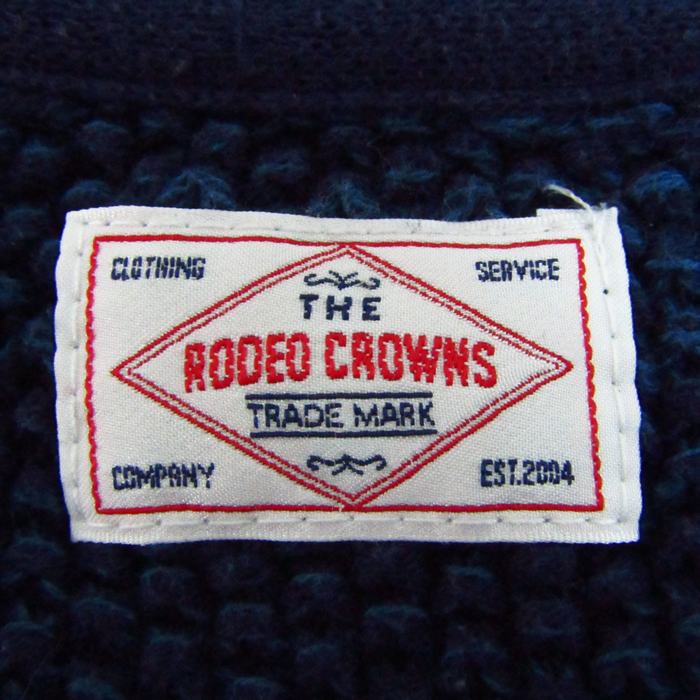 CLOTHING SERVICE
THE
RODEO CROWNS
TRADE MARK
COMPANY EST.2004